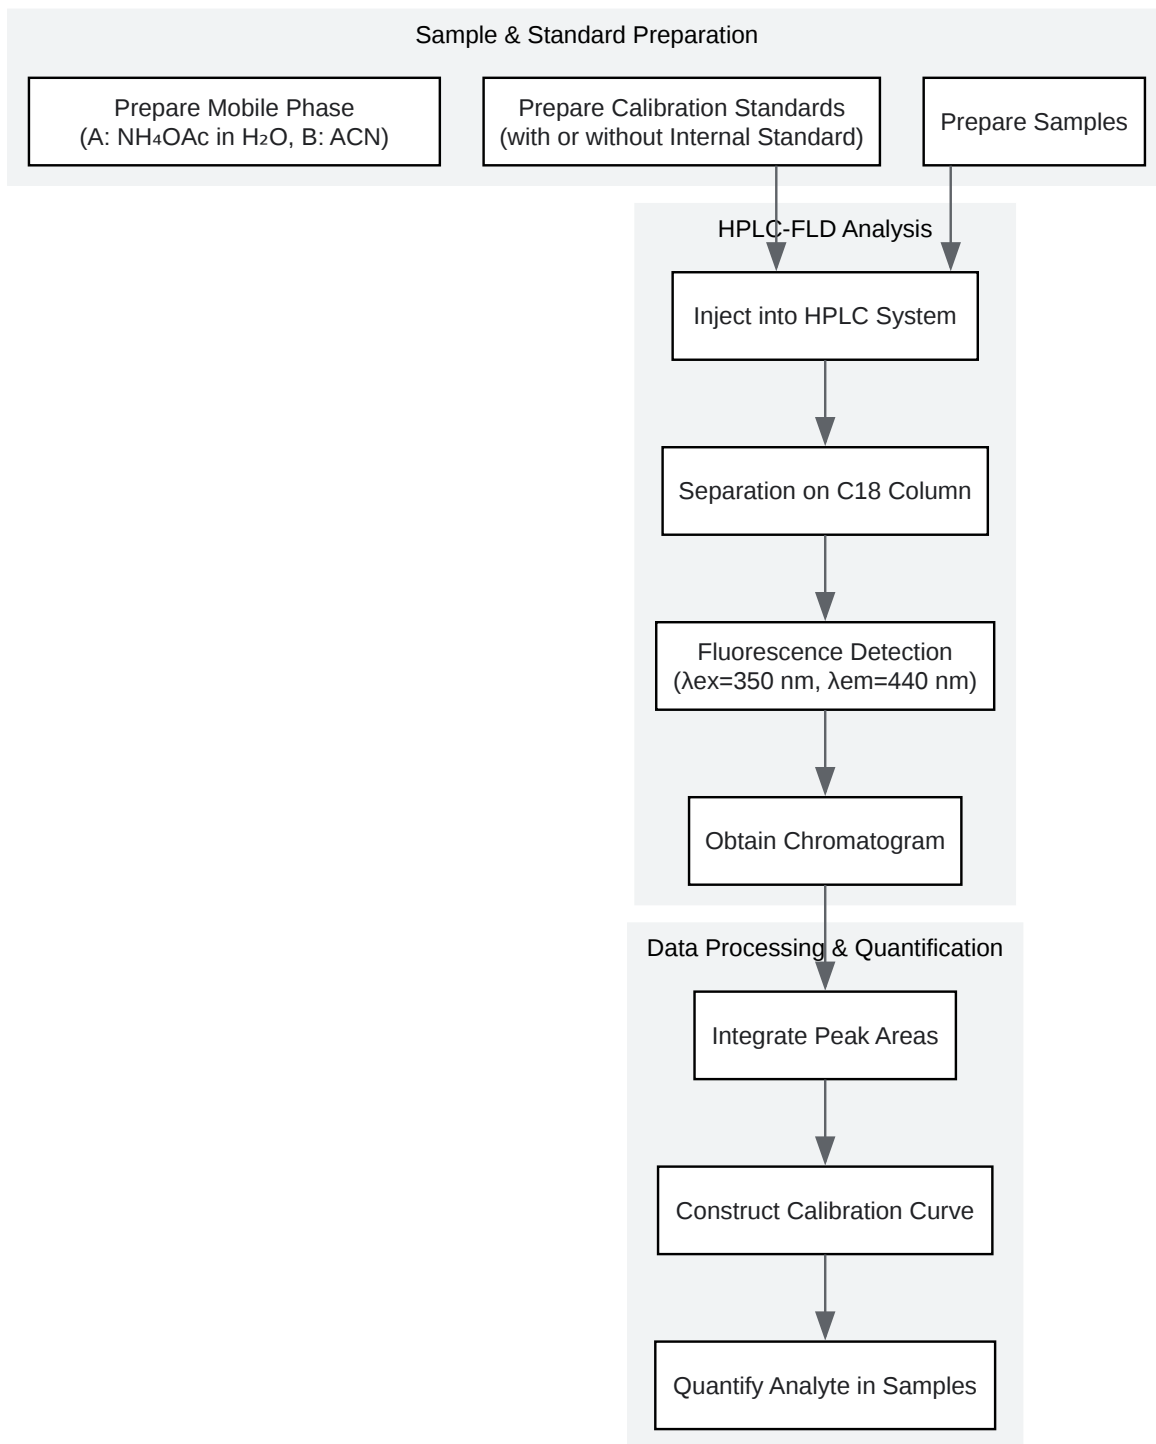 Sample & Standard Preparation
Prepare Mobile Phase
(A: NH₄OAc in H₂O, B: ACN)
Prepare Calibration Standards
(with or without Internal Standard)
Prepare Samples
HPLC-FLD Analysis
Inject into HPLC System
Separation on C18 Column
Fluorescence Detection
(λex=350 nm, λem=440 nm)
Obtain Chromatogram
Data Processing & Quantification
Integrate Peak Areas
Construct Calibration Curve
Quantify Analyte in Samples